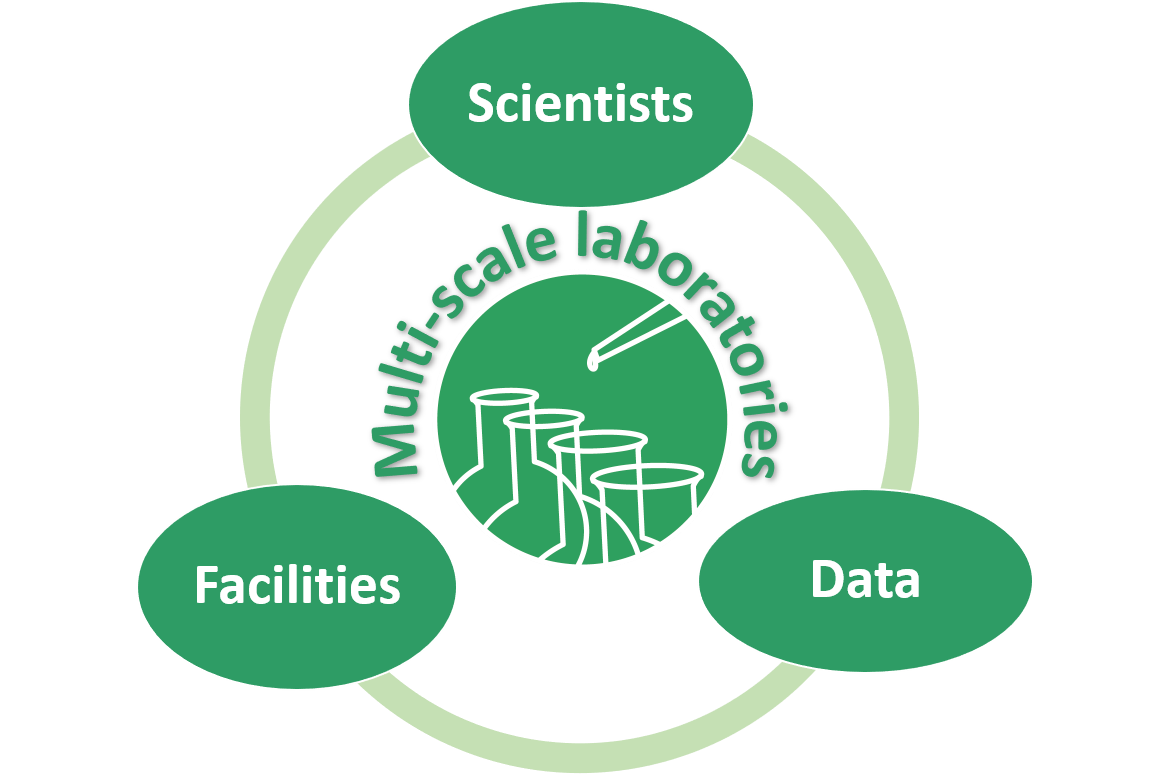 Scientists
Multi-scale laboratories
Facilities
Data